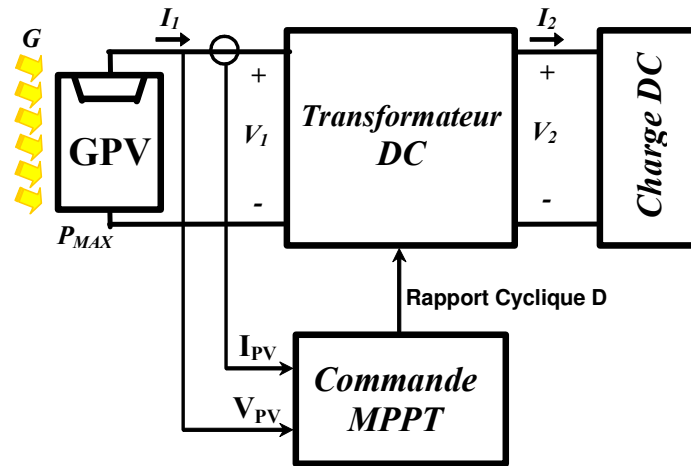 G
I1
I2
+
+
GPV
V1
Transformateur
DC
V2
Charge DC
-
-
PMAX
Rapport Cyclique D
IPV
Commande
MPPT
VPV